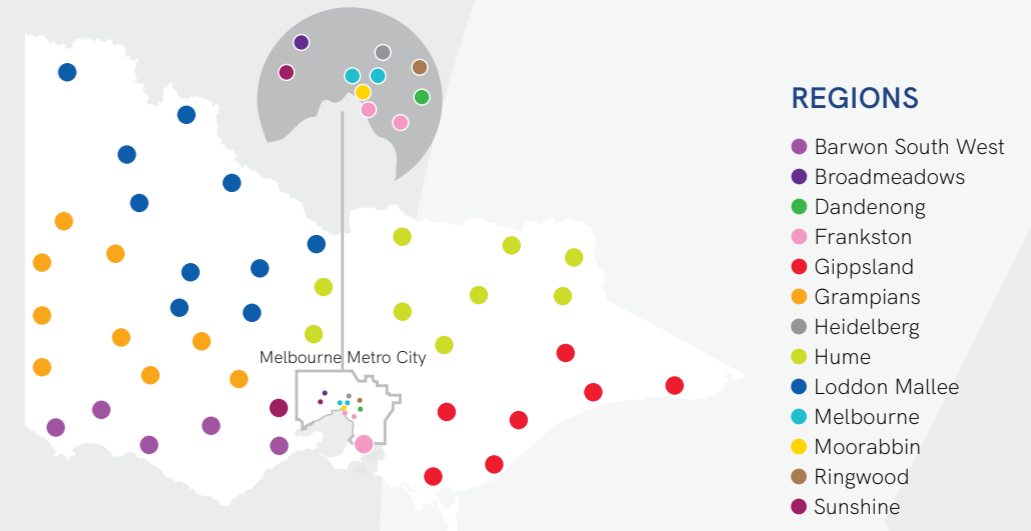 Melbourne Metro City
REGIONS
Barwon South West
Broadmeadows
Dandenong
Frankston
Gippsland
Grampians
Heidelberg
Hume
Loddon Mallee
Melbourne
Moorabbin
Ringwood
Sunshine